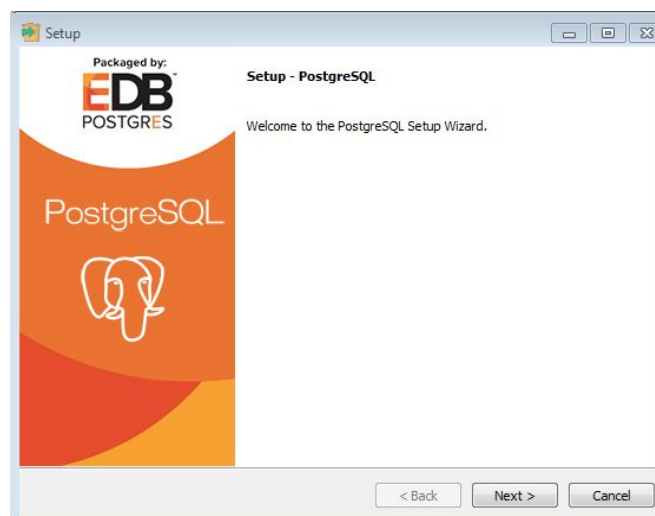 Setup
Packaged by:
EDB
POSTGRES
Setup - PostgreSQL
Welcome to the PostgreSQL Setup Wizard.
PostgreSQL
< Back
Next >
Cancel